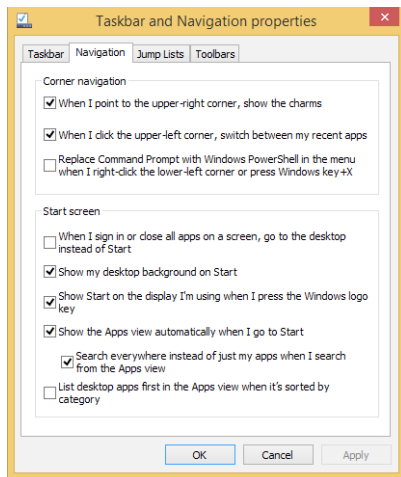 Taskbar and Navigation properties
Taskbar Navigation Jump Lists Toolbars
Corner navigation
When I point to the upper-right corner, show the charms
When I click the upper-left corner, switch between my recent apps
Replace Command Prompt with Windows PowerShell in the menu
when I right-click the lower-left corner or press Windows key+X
Start screen
When I sign in or close all apps on a screen, go to the desktop
instead of Start
Show my desktop background on Start
Show Start on the display I'm using when I press the Windows logo
key
Show the Apps view automatically when I go to Start
Search everywhere instead of just my apps when I search
from the Apps view
List desktop apps first in the Apps view when it's sorted by
category
OK Cancel Apply